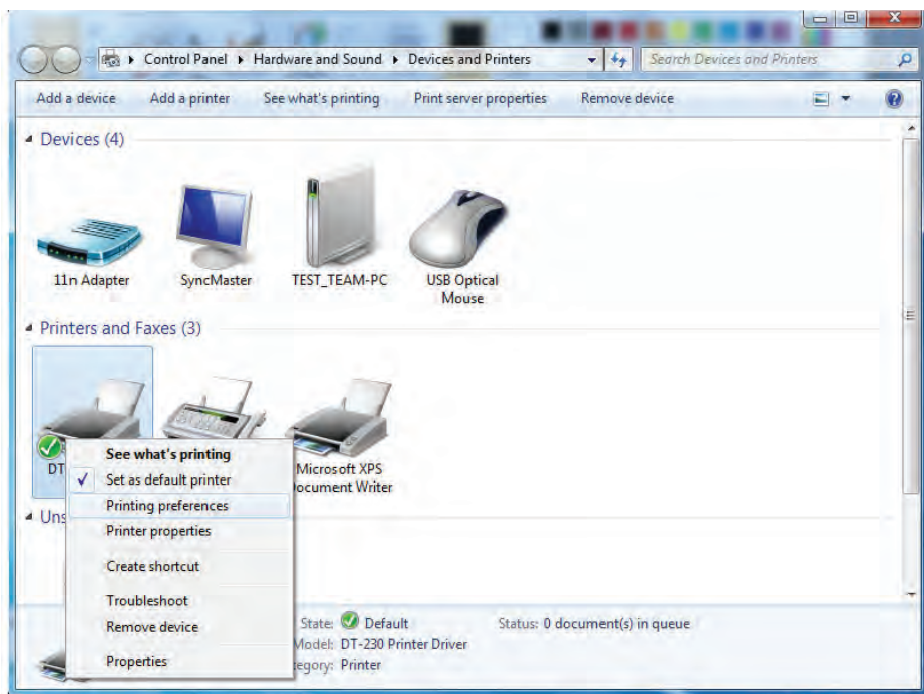 Control Panel Hardware and Sound Devices and Printers Search Devices and Printers
Add a device Add a printer See what's printing Print server properties Remove device
Devices (4)
11n Adapter SyncMaster TEST_TEAM-PC USB Optical
Mouse
Printers and Faxes (3)
See what's printing
DT Set as default printer Microsoft XPS
Printing preferences ocument Writer
Uns Printer properties
Create shortcut
Troubleshoot
Remove device State: Default Status: 0 document(s) in queue
Model: DT-230 Printer Driver
Properties egory: Printer